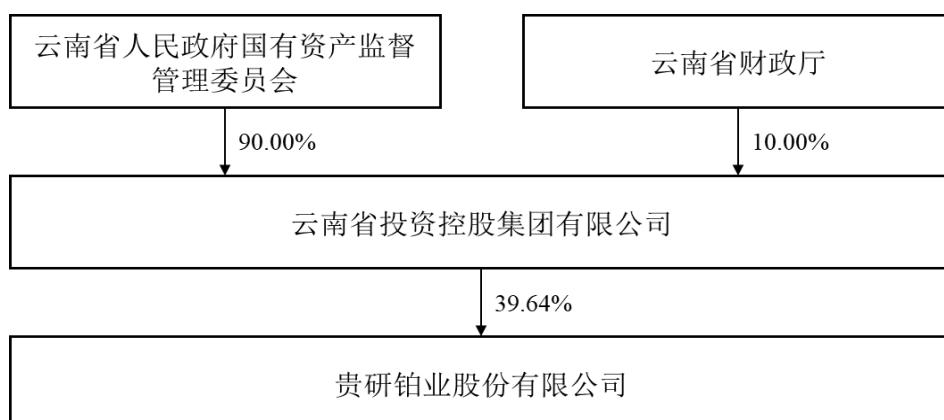 云南省人民政府国有资产监督
管理委员会
云南省财政厅
90.00%
10.00%
云南省投资控股集团有限公司
39.64%
贵研铂业股份有限公司